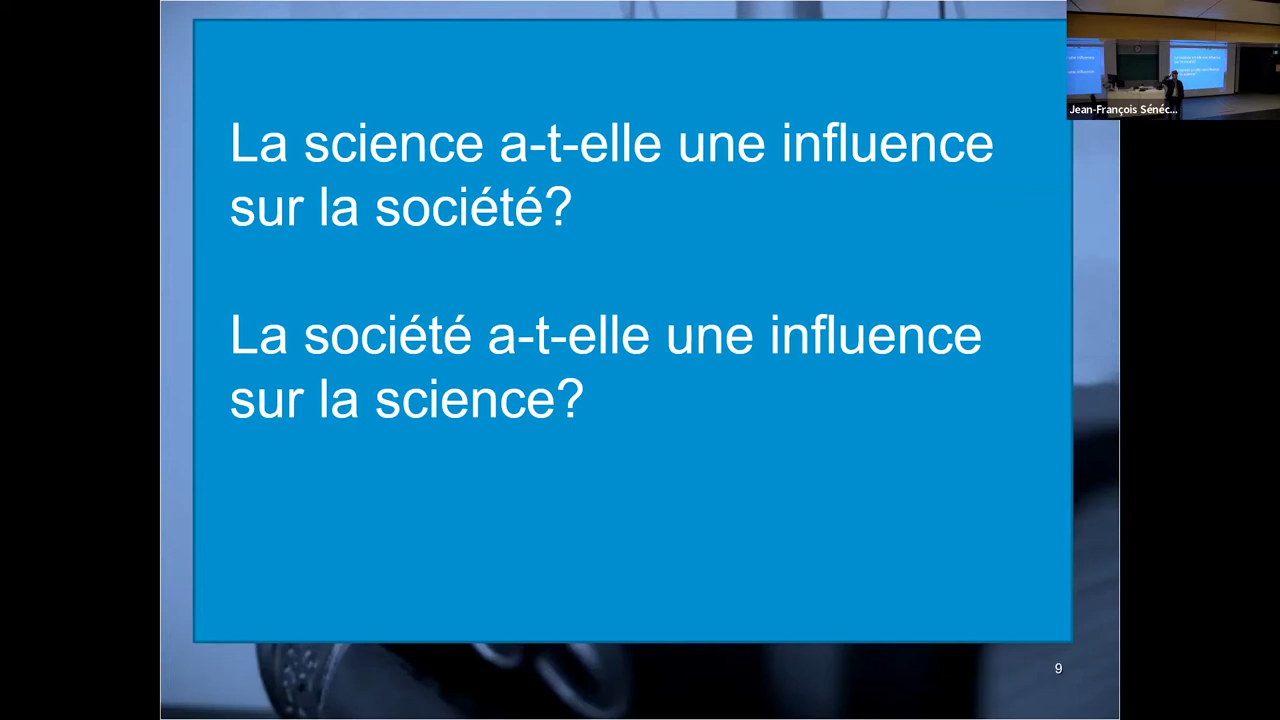 La science a-t-elle une influence
sur la société?
La société a-t-elle une influence
sur la science?
9
Jean-François Sénéc...